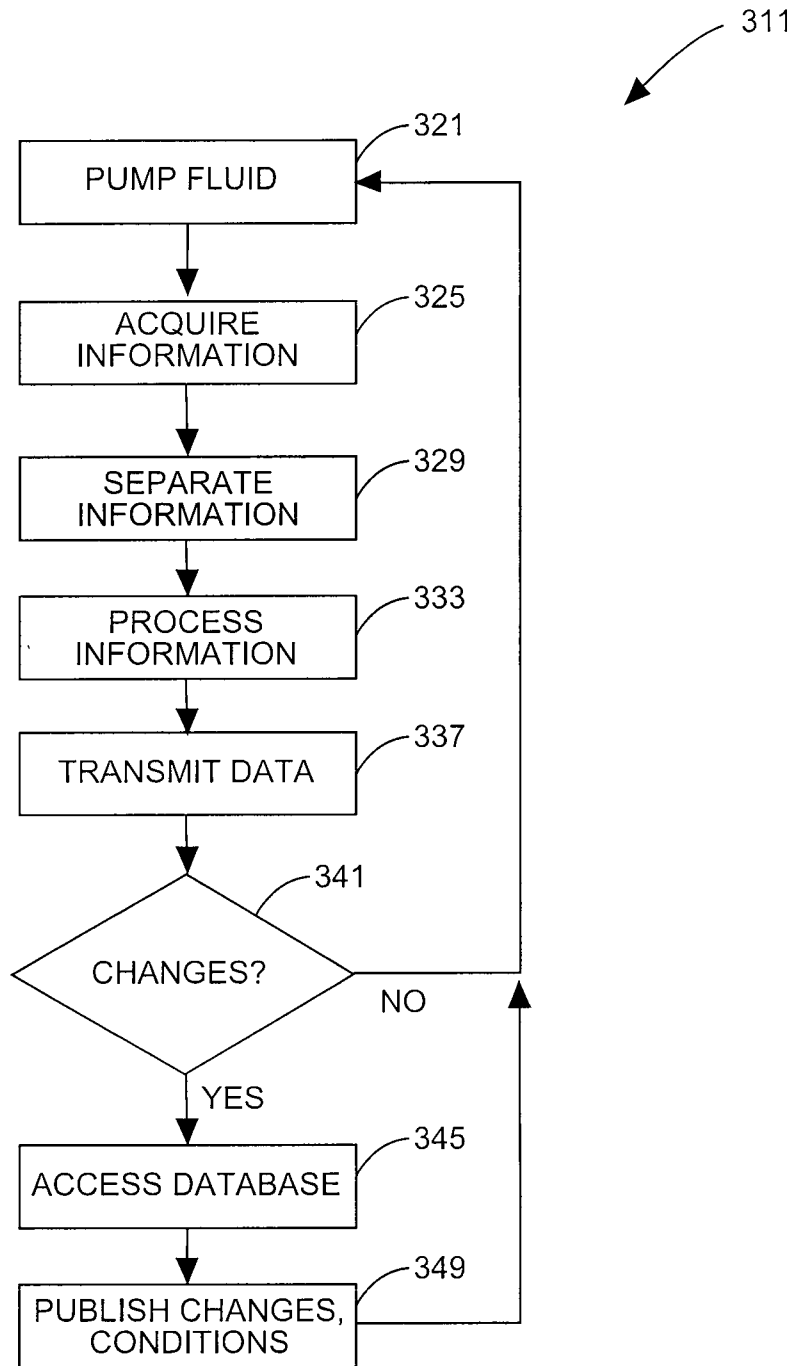 311
321
PUMP FLUID
325
ACQUIRE
INFORMATION
329
SEPARATE
INFORMATION
333
PROCESS
INFORMATION
337
TRANSMIT DATA
341
CHANGES?
NO
YES
345
ACCESS DATABASE
349
PUBLISH CHANGES,
CONDITIONS